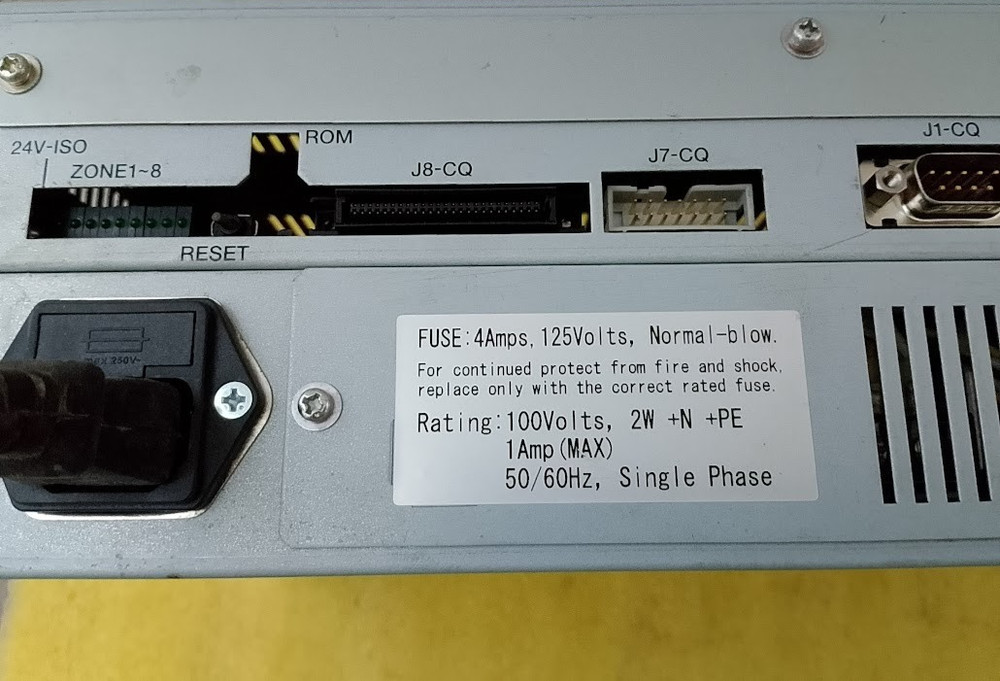 24V-ISO
ZONE1~8
ROM
J8-CQ
J7-CQ
J1-CQ
RESET
max 250V~
FUSE:4Amps, 125Volts, Normal-blow.
For continued protect from fire and shock,
replace only with the correct rated fuse.
Rating:100Volts, 2W +N +PE
1Amp(MAX)
50/60Hz, Single Phase